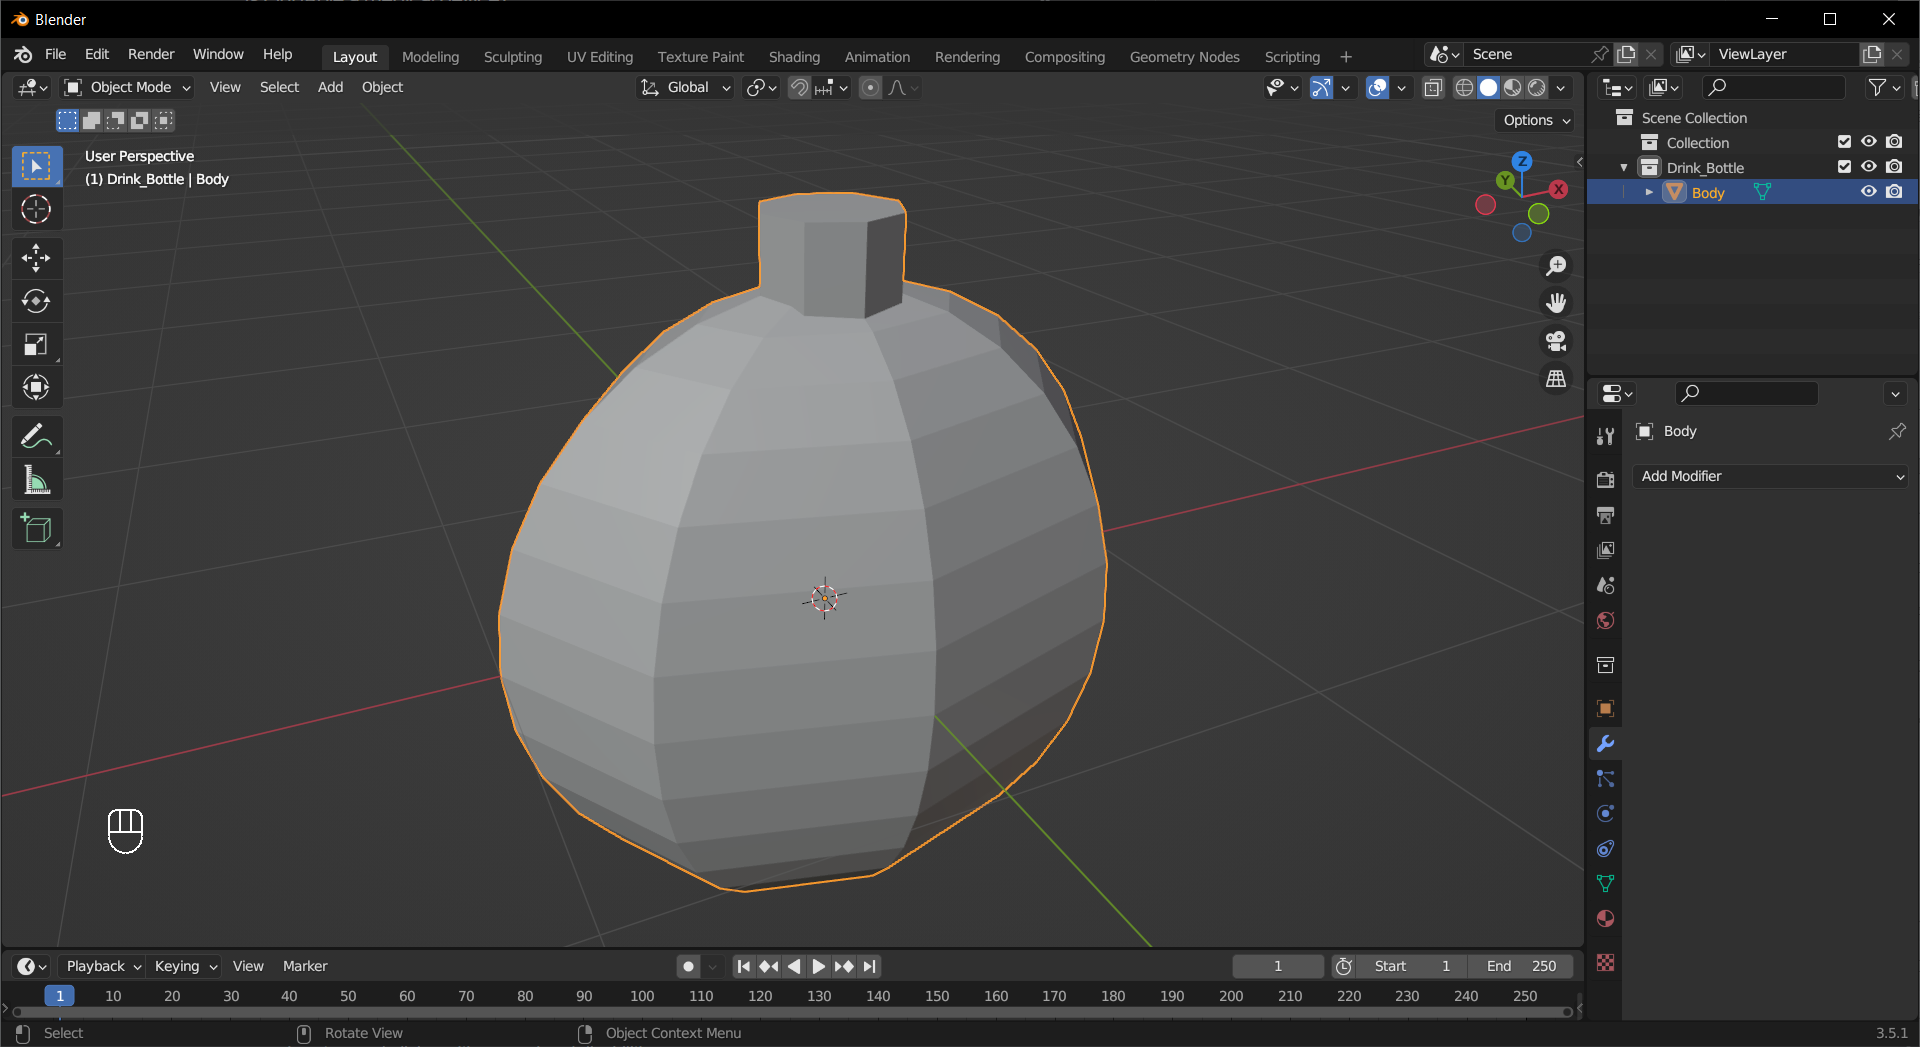 Blender
File Edit Render Window Help
Layout Modeling Sculpting UV Editing Texture Paint Shading Animation Rendering Compositing Geometry Nodes Scripting +
Scene
ViewLayer
Object Mode View Select Add Object
Global
Options
User Perspective
(1) Drink_Bottle | Body
Z
Y
X
Scene Collection
Collection
Drink_Bottle
Body
Body
Add Modifier
Playback Keying View Marker
1
Start 1
End 250
1 10 20 30 40 50 60 70 80 90 100 110 120 130 140 150 160 170 180 190 200 210 220 230 240 250
Select
Rotate View
Object Context Menu
3.5.1